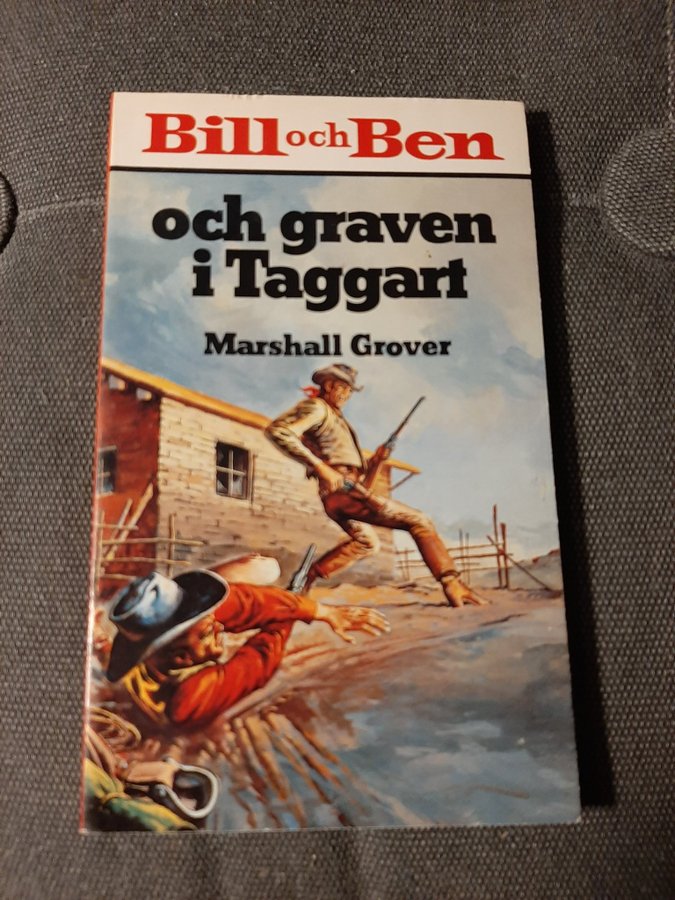 Bill och Ben
och graven
i Taggart
Marshall Grover